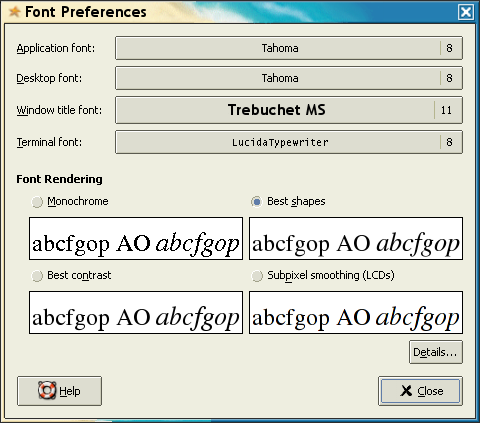 Font Preferences
Application font: Tahoma 8
Desktop font: Tahoma 8
Window title font: Trebuchet MS 11
Terminal font: LucidaTypewriter 8
Font Rendering
Monochrome Best shapes
abcfgop AO abcfgop abcfgop AO abcfgop
Best contrast Subpixel smoothing (LCDs)
abcfgop AO abcfgop abcfgop AO abcfgop
Details...
Help Close